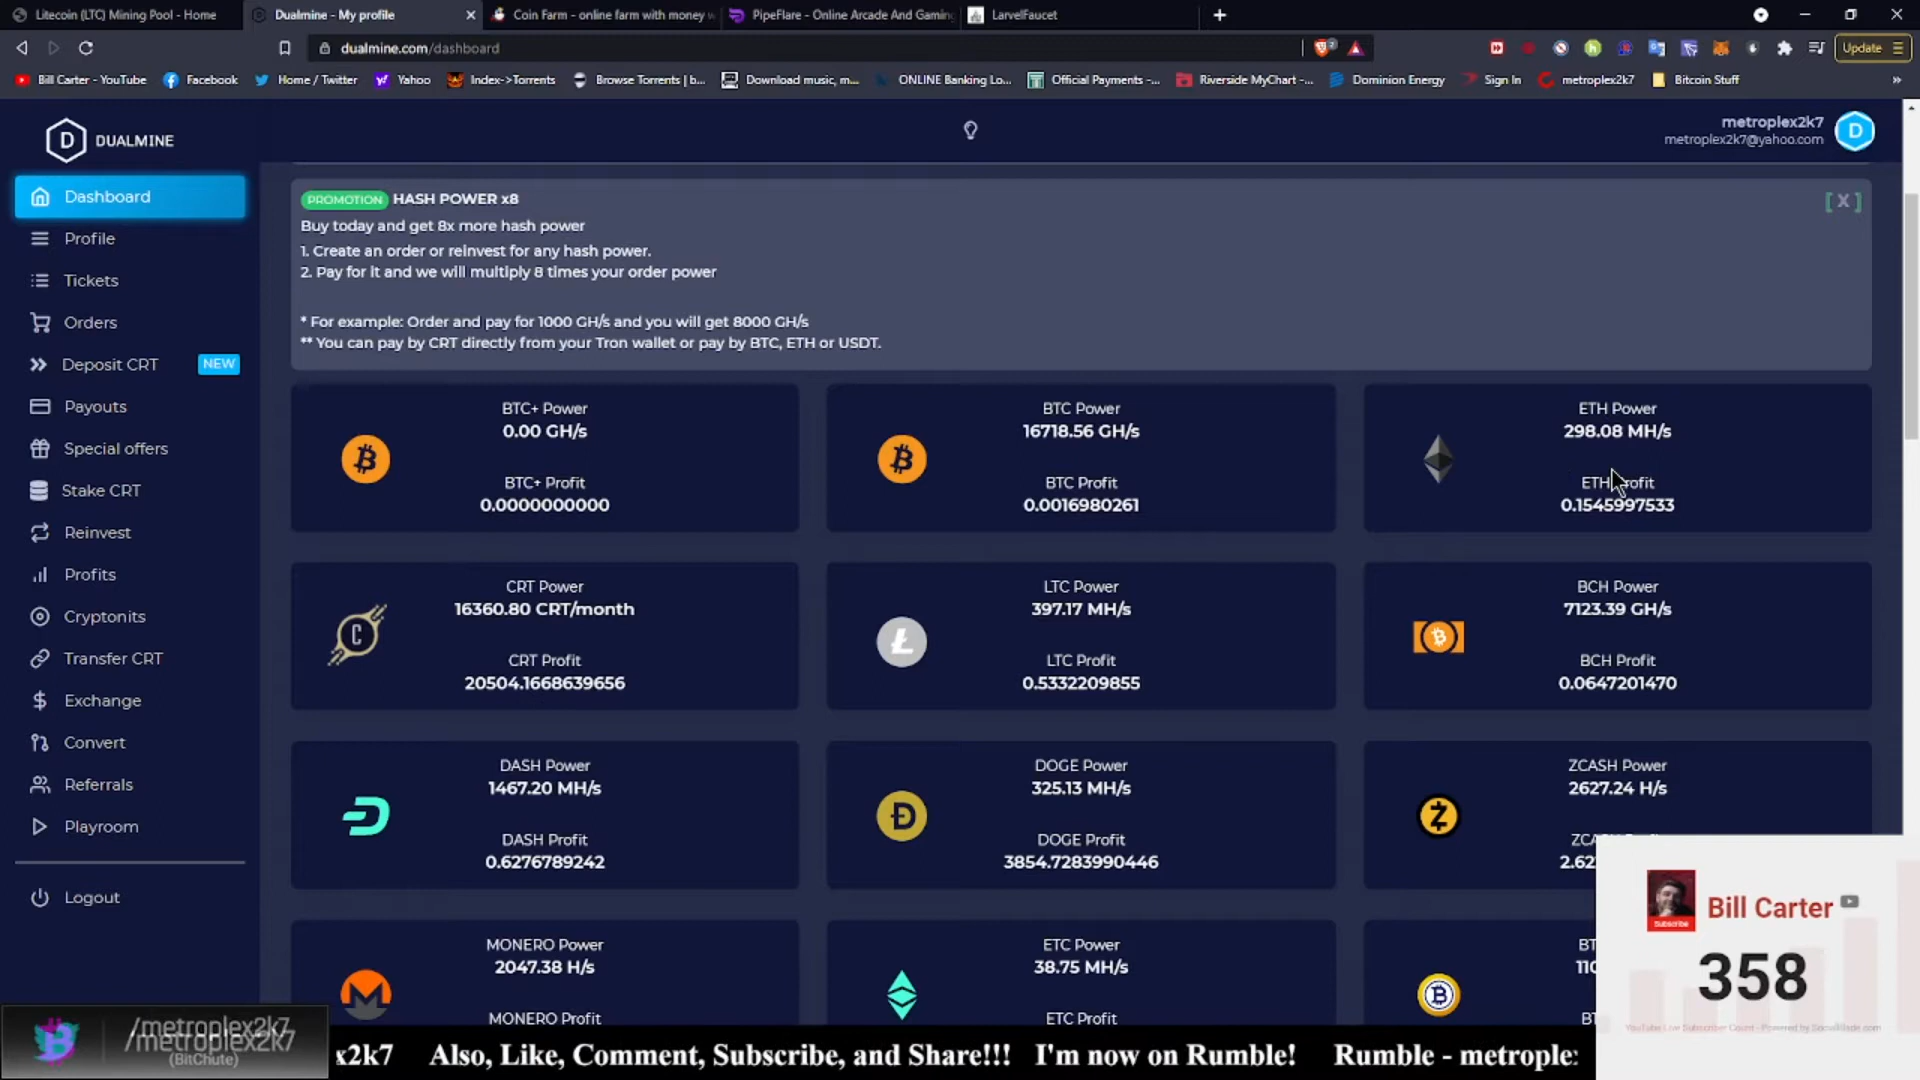 Litecoin (LTC) Mining Pool - Home
Dualmine - My profile
Coin Farm - online farm with money
PipeFlare - Online Arcade And Gaming
LarvelFaucet
dualmine.com/dashboard
Update
Bill Carter - YouTube
Facebook
Home / Twitter
Yahoo
Index->Torrents
Browse Torrents | b...
Download music, m...
ONLINE Banking Lo...
Official Payments -...
Riverside MyChart -...
Dominion Energy
Sign In
metroplex2k7
Bitcoin Stuff
DUALMINE
metroplex2k7
metroplex2k7@yahoo.com
Dashboard
Profile
Tickets
Orders
Deposit CRT NEW
Payouts
Special offers
Stake CRT
Reinvest
Profits
Cryptonits
Transfer CRT
Exchange
Convert
Referrals
Playroom
Logout
PROMOTION HASH POWER x8
[ X ]
Buy today and get 8x more hash power
1. Create an order or reinvest for any hash power.
2. Pay for it and we will multiply 8 times your order power
* For example: Order and pay for 1000 GH/s and you will get 8000 GH/s
** You can pay by CRT directly from your Tron wallet or pay by BTC, ETH or USDT.
BTC+ Power
0.00 GH/s
BTC+ Profit
0.0000000000
BTC Power
16718.56 GH/s
BTC Profit
0.0016980261
ETH Power
298.08 MH/s
ETH Profit
0.1545997533
CRT Power
16360.80 CRT/month
CRT Profit
20504.1668639656
LTC Power
397.17 MH/s
LTC Profit
0.5332209855
BCH Power
7123.39 GH/s
BCH Profit
0.0647201470
DASH Power
1467.20 MH/s
DASH Profit
0.6276789242
DOGE Power
325.13 MH/s
DOGE Profit
3854.7283990446
ZCASH Power
2627.24 H/s
MONERO Power
2047.38 H/s
MONERO Profit
ETC Power
38.75 MH/s
ETC Profit
Subscribe
Bill Carter
358
YouTube Live Subscriber Count - Powered by SocialBlade.com
/metroplex2k7
(BitChute)
x2k7 Also, Like, Comment, Subscribe, and Share!!! I'm now on Rumble! Rumble - metroplex